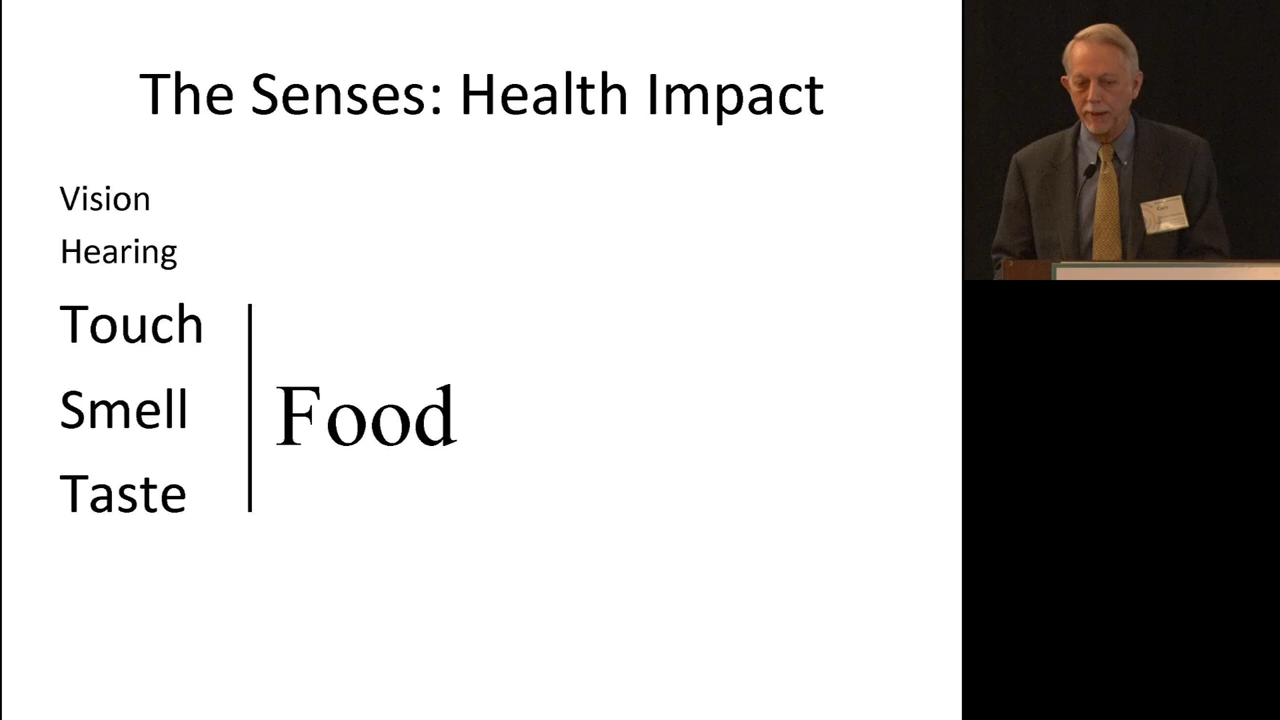 The Senses: Health Impact
Vision
Hearing
Touch
Smell
Taste
Food